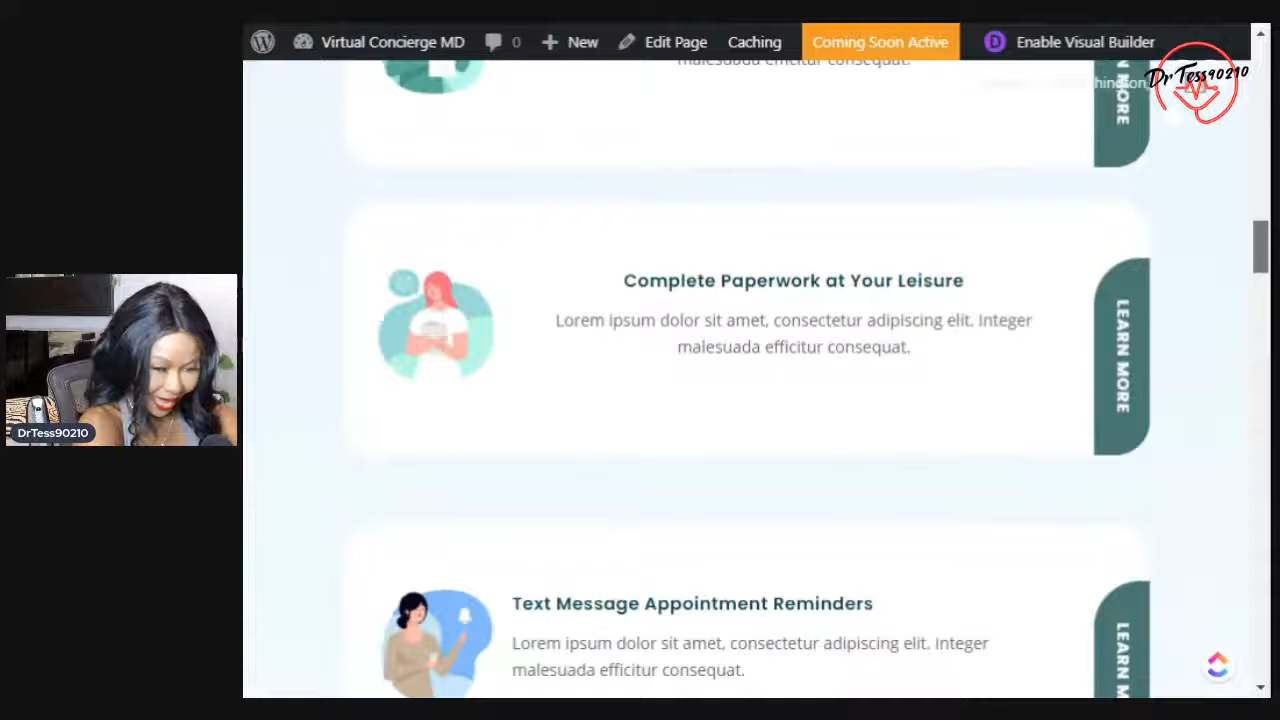 Virtual Concierge MD 0 New Edit Page Caching Coming Soon Active Enable Visual Builder
DrTess90210
malesuada efficitur consequat.
MORE
Complete Paperwork at Your Leisure
Lorem ipsum dolor sit amet, consectetur adipiscing elit. Integer
malesuada efficitur consequat.
LEARN MORE
DrTess90210
Text Message Appointment Reminders
Lorem ipsum dolor sit amet, consectetur adipiscing elit. Integer
malesuada efficitur consequat.
LEARN